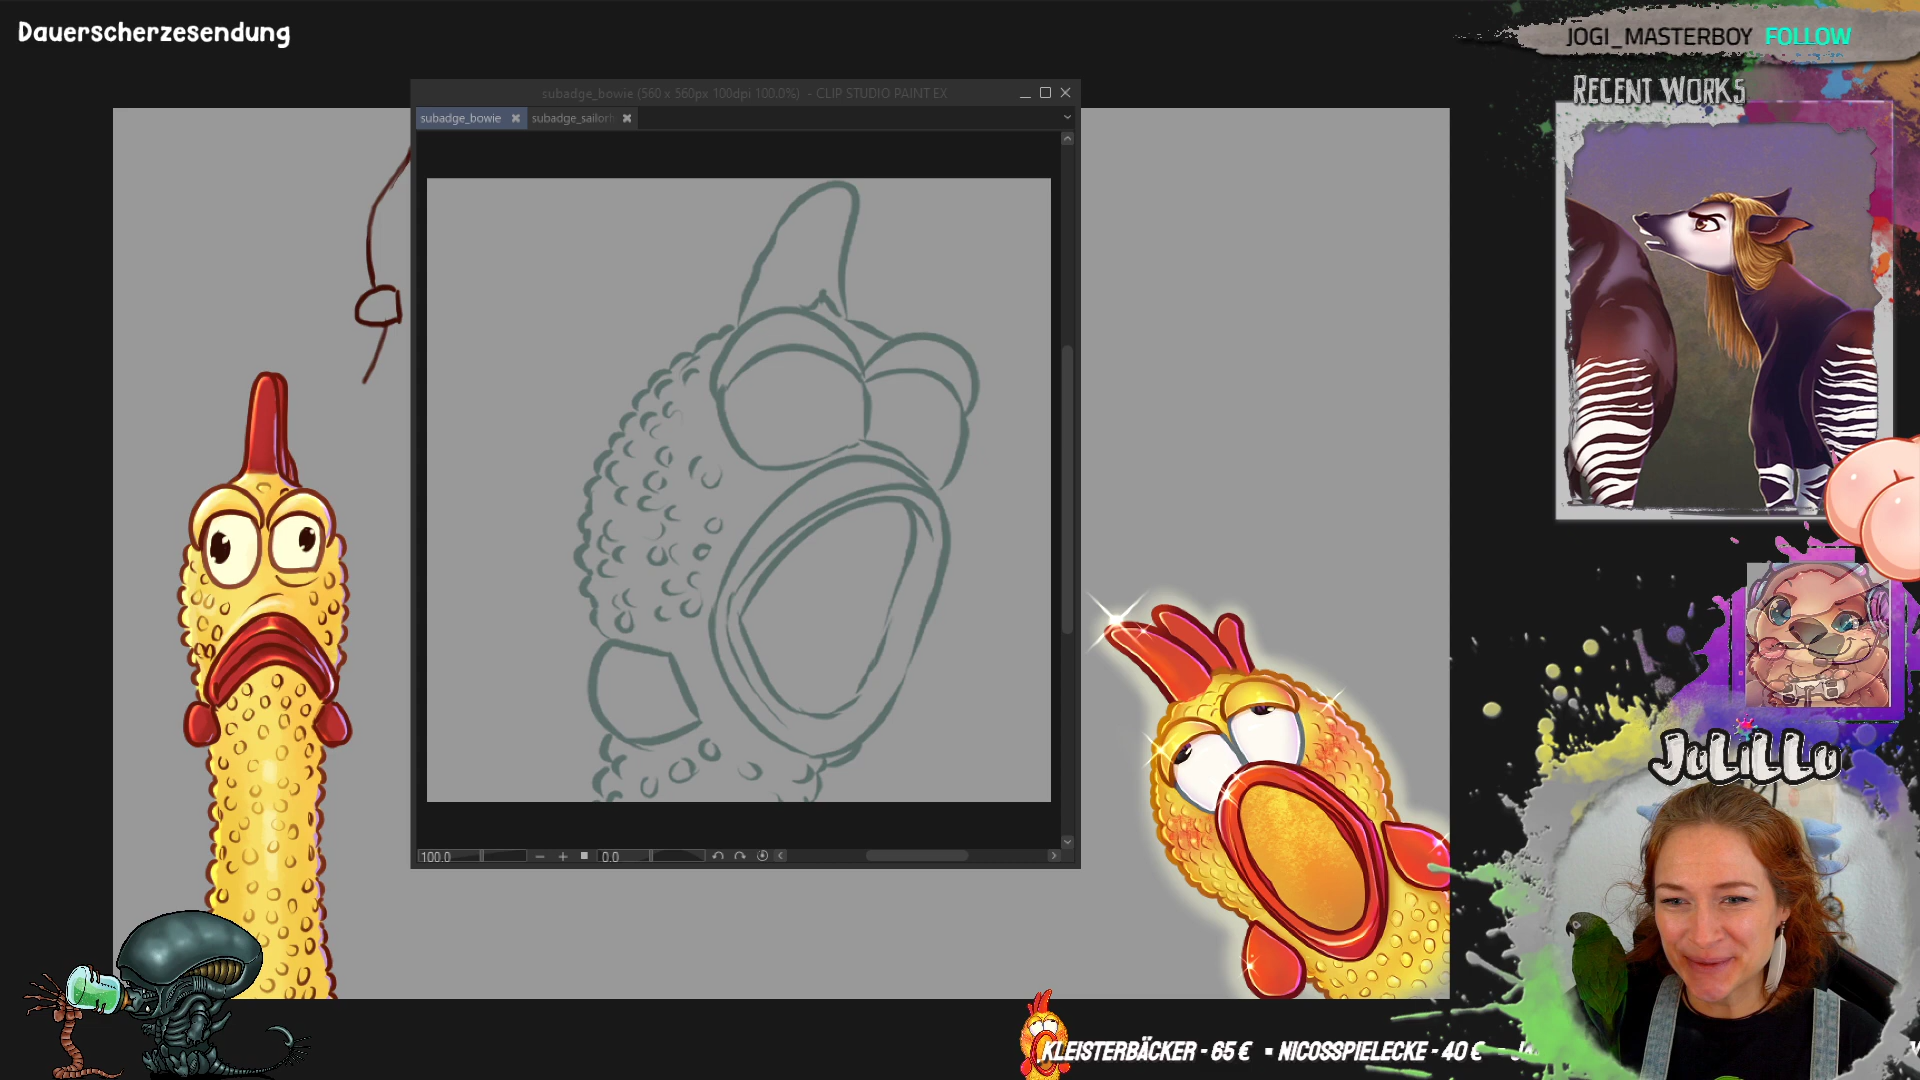 Dauerscherzesendung
JOGI_MASTERBOY FOLLOW
RECENT WORKS
subadge_bowie (560 x 560px 100dpi 100.0%) - CLIP STUDIO PAINT EX
subadge_bowie
100.0
0.0
JoLiLLu
KLEISTERBÄCKER - 65 € ▪ NICOSSPIELECKE - 40 €